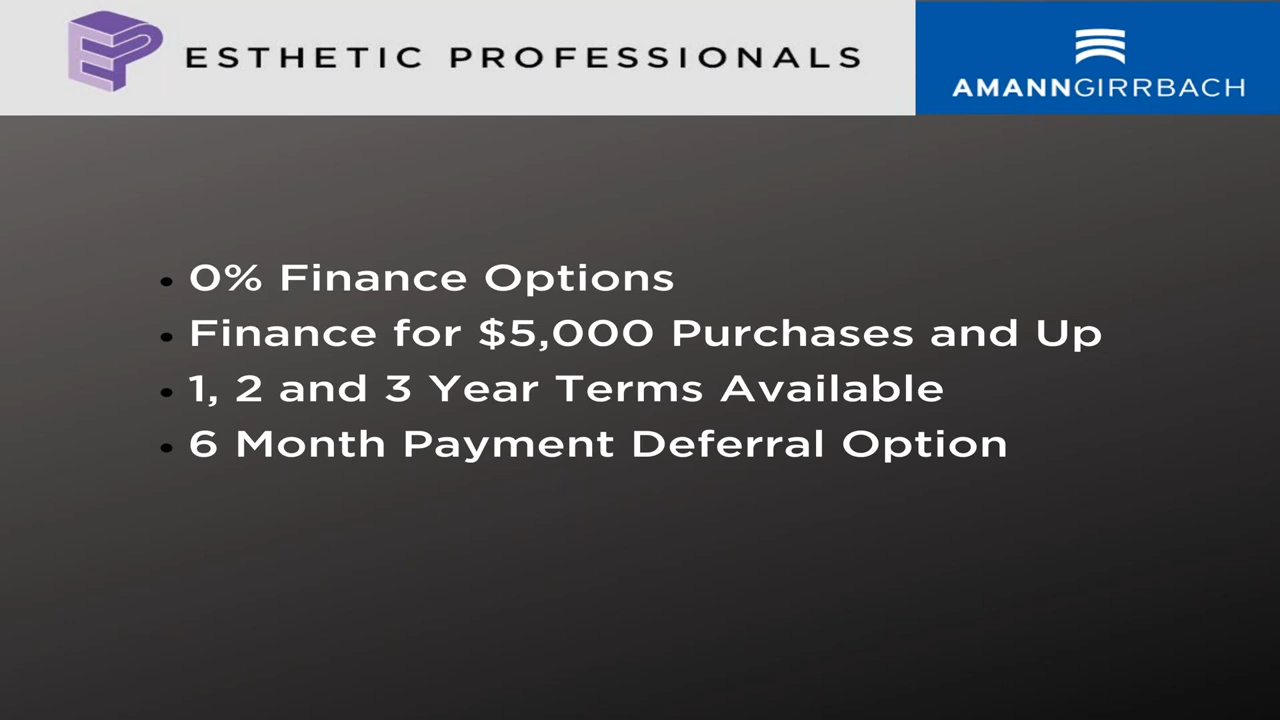 EP ESTHETIC PROFESSIONALS
AMANNGIRRBACH
• 0% Finance Options
• Finance for $5,000 Purchases and Up
• 1, 2 and 3 Year Terms Available
• 6 Month Payment Deferral Option